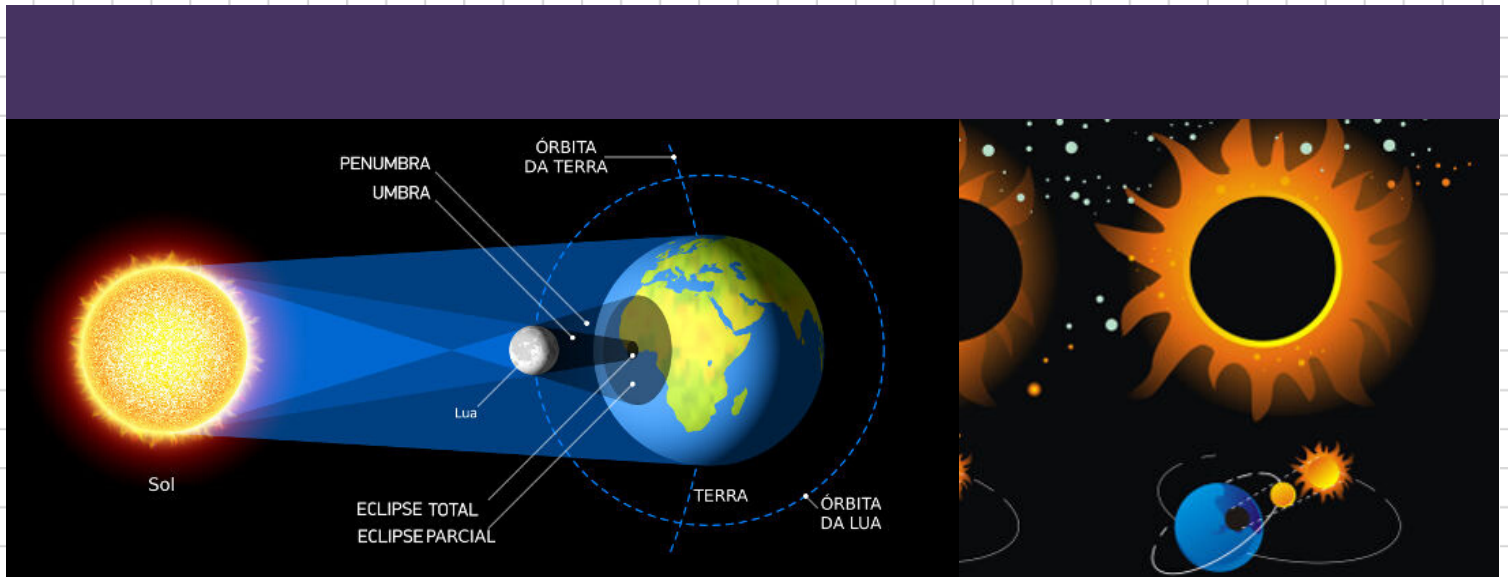 PENUMBRA
UMBRA
ÓRBITA
DA TERRA
Lua
Sol
ECLIPSE TOTAL
ECLIPSE PARCIAL
TERRA
ÓRBITA
DA LUA